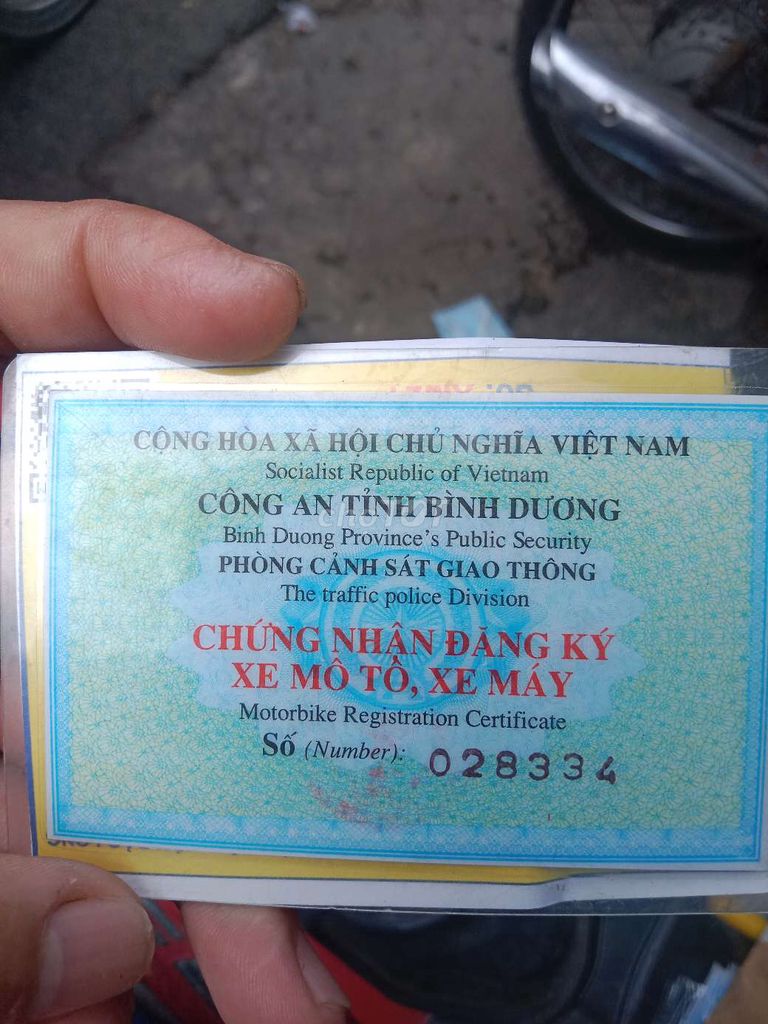 CỘNG HÒA XÃ HỘI CHỦ NGHĨA VIỆT NAM
Socialist Republic of Vietnam
CÔNG AN TỈNH BÌNH DƯƠNG
CHỢ TỐT
Binh Duong Province's Public Security
PHÒNG CẢNH SÁT GIAO THÔNG
The traffic police Division
CHỨNG NHẬN ĐĂNG KÝ
XE MÔ TÔ, XE MÁY
Motorbike Registration Certificate
Số (Number): 028334